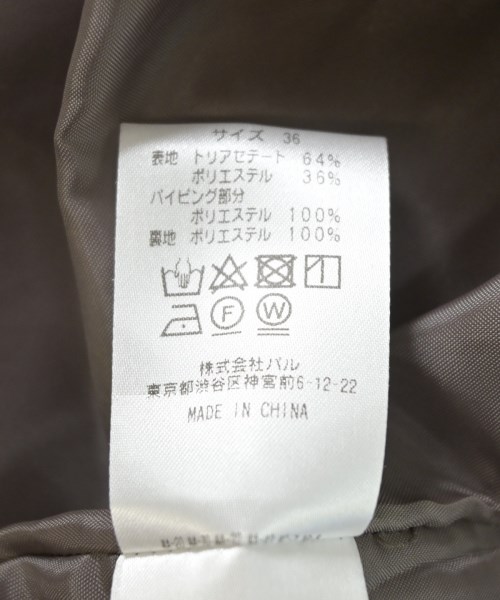 サイズ 36
表地 トリアセテート 64%
ポリエステル 36%
パイピング部分
ポリエステル 100%
裏地 ポリエステル 100%
F W
株式会社パル
東京都渋谷区神宮前6-12-22
MADE IN CHINA